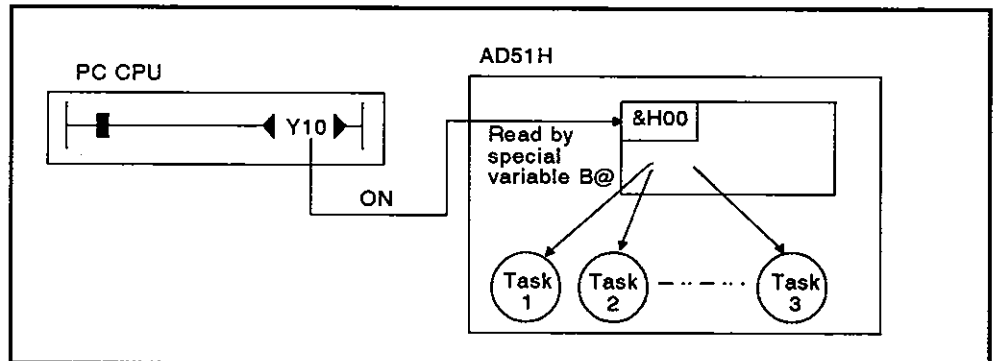 AD51H
PC CPU
Y10
&H00
Read by
special
variable B@
ON
Task
1
Task
2
Task
3